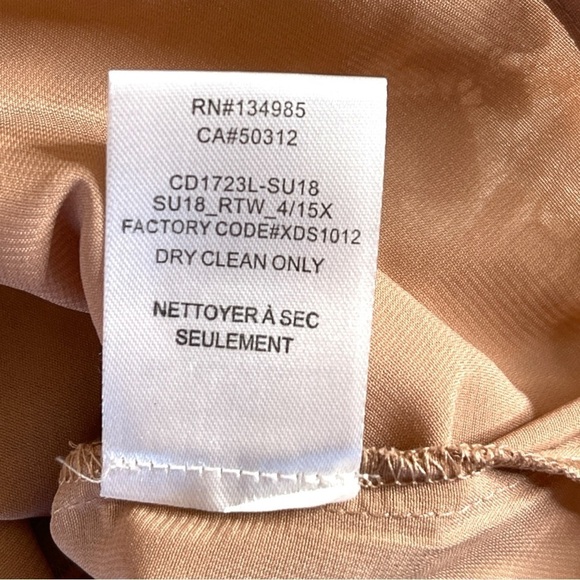 RN#134985
CA#50312
CD1723L-SU18
SU18_RTW_4/15X
FACTORY CODE#XDS1012
DRY CLEAN ONLY
NETTOYER À SEC
SEULEMENT